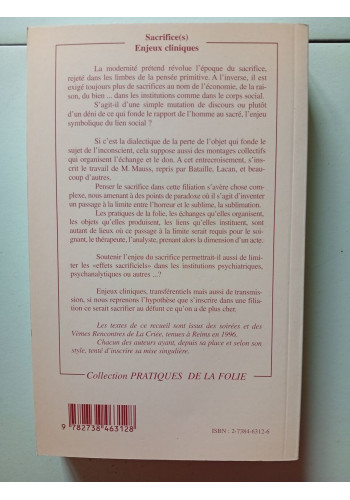 Sacrifice(s)
Enjeux cliniques
La modernité prétend révolue l'époque du sacrifice,
rejeté dans les limbes de la pensée primitive. A l'inverse, il est
exigé toujours plus de sacrifices au nom de l'économie, de la rai-
son, du bien ... dans les institutions comme dans le corps social.
S'agit-il d'une simple mutation de discours ou plutôt
d'un déni de ce qui fonde le rapport de l'homme au sacré, l'enjeu
symbolique du lien social ?
Si c'est la dialectique de la perte de l'objet qui fonde le
sujet de l'inconscient, cela suppose aussi des montages collectifs
qui organisent l'échange et le don. A cet entrecroisement, s'ins-
crit le travail de M. Mauss, repris par Bataille, Lacan, et beau-
coup d'autres.
Penser le sacrifice dans cette filiation s'avère chose com-
plexe, nous amenant à des points de paradoxe où il s'agit d'inventer
un passage à la limite entre l'horreur et le sublime, la sublimation.
Les pratiques de la folie, les échanges qu'elles organisent,
les objets qu'elles produisent, les liens qu'elles instituent, sont
autant de lieux où ce passage à la limite serait requis pour le soi-
gnant, le thérapeute, l'analyste, prenant alors la dimension d'un acte.
Soutenir l'enjeu du sacrifice permettrait-il aussi de limi-
ter les «effets sacrificiels» dans les institutions psychiatriques,
psychanalytiques ou autres ...?
Enjeux cliniques, transférentiels mais aussi de transmission,
si nous reprenons l'hypothèse que s'inscrire dans une filia-
tion ce serait sacrifier au défunt ce qu'on a de plus cher.
Les textes de ce recueil sont issus des soirées et des
Vèmes Rencontres de La Criée, tenues à Reims en 1996.
Chacun des auteurs ayant, depuis sa place et selon son
style, tenté d'inscrire sa mise singulière.
Collection PRATIQUES DE LA FOLIE
9 782738 463128
ISBN : 2-7384-6312-6